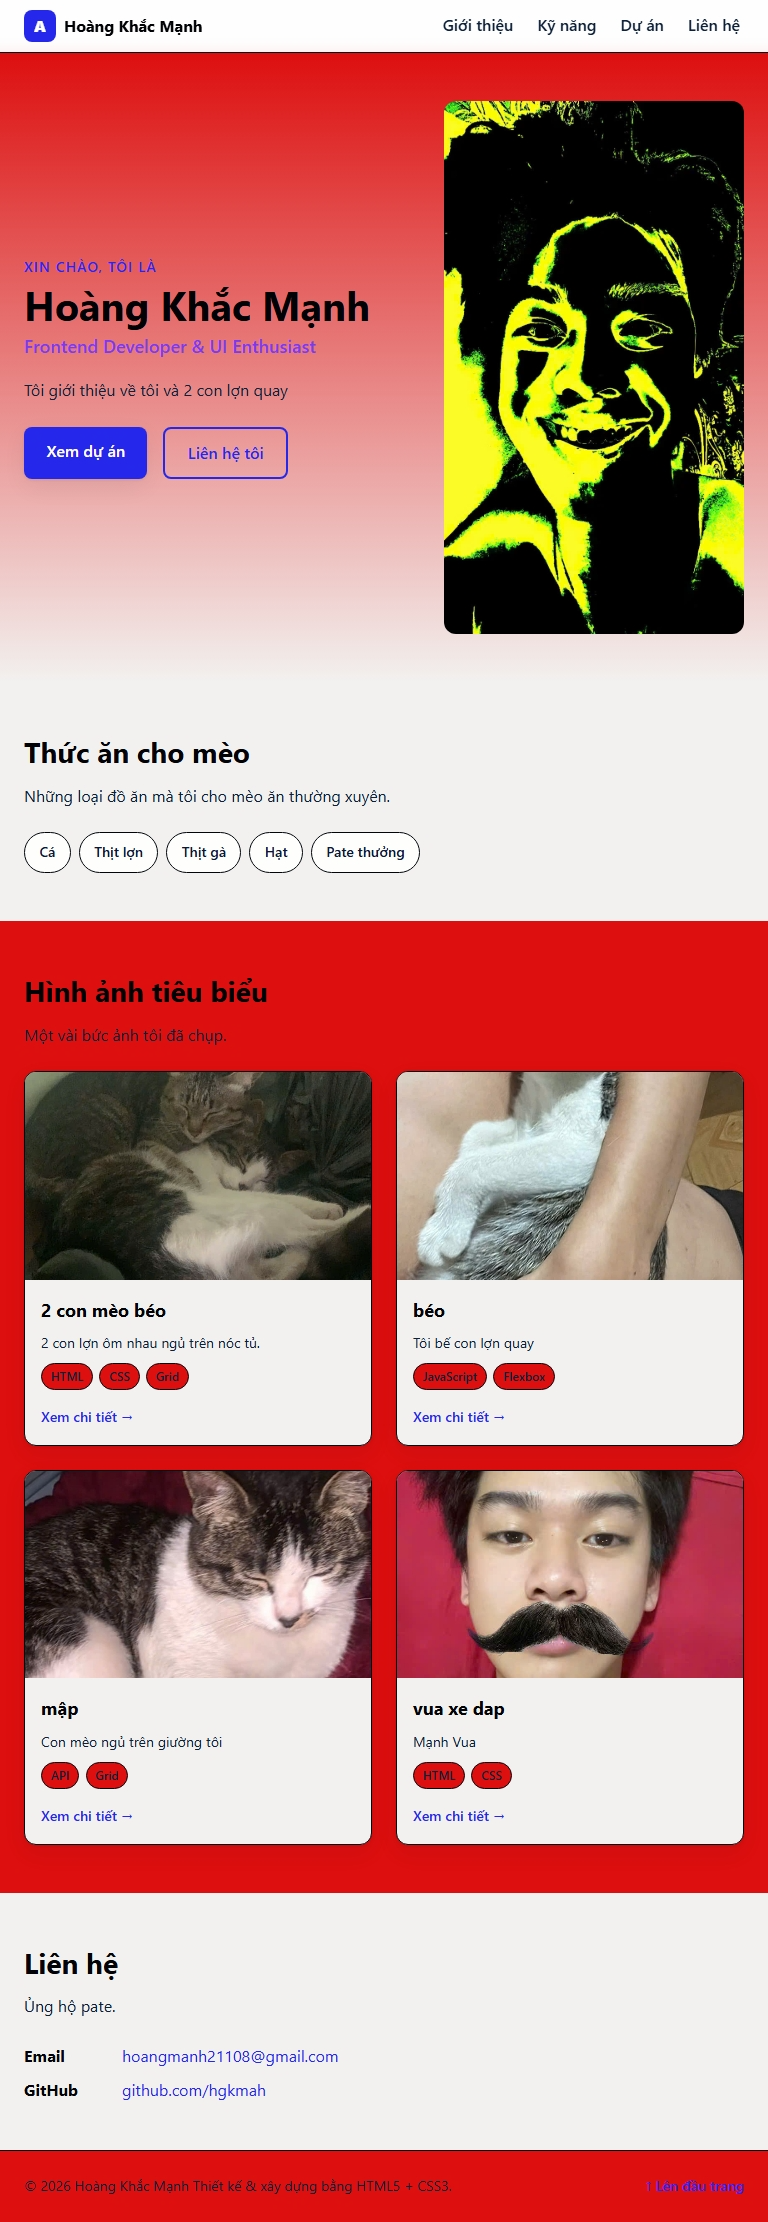 A Hoàng Khắc Mạnh Giới thiệu Kỹ năng Dự án Liên hệ
XIN CHÀO, TÔI LÀ
Hoàng Khắc Mạnh
Frontend Developer & UI Enthusiast
Tôi giới thiệu về tôi và 2 con lợn quay
Xem dự án Liên hệ tôi
Thức ăn cho mèo
Những loại đồ ăn mà tôi cho mèo ăn thường xuyên.
Cá Thịt lợn Thịt gà Hạt Pate thưởng
Hình ảnh tiêu biểu
Một vài bức ảnh tôi đã chụp.
2 con mèo béo
2 con lợn ôm nhau ngủ trên nóc tủ.
HTML CSS Grid
Xem chi tiết →
béo
Tôi bế con lợn quay
JavaScript Flexbox
Xem chi tiết →
mập
Con mèo ngủ trên giường tôi
API Grid
Xem chi tiết →
vua xe dap
Mạnh Vua
HTML CSS
Xem chi tiết →
Liên hệ
Ủng hộ pate.
Email hoangmanh21108@gmail.com
GitHub github.com/hgkmah
© 2026 Hoàng Khắc Mạnh Thiết kế & xây dựng bằng HTML5 + CSS3. ↑ Lên đầu trang